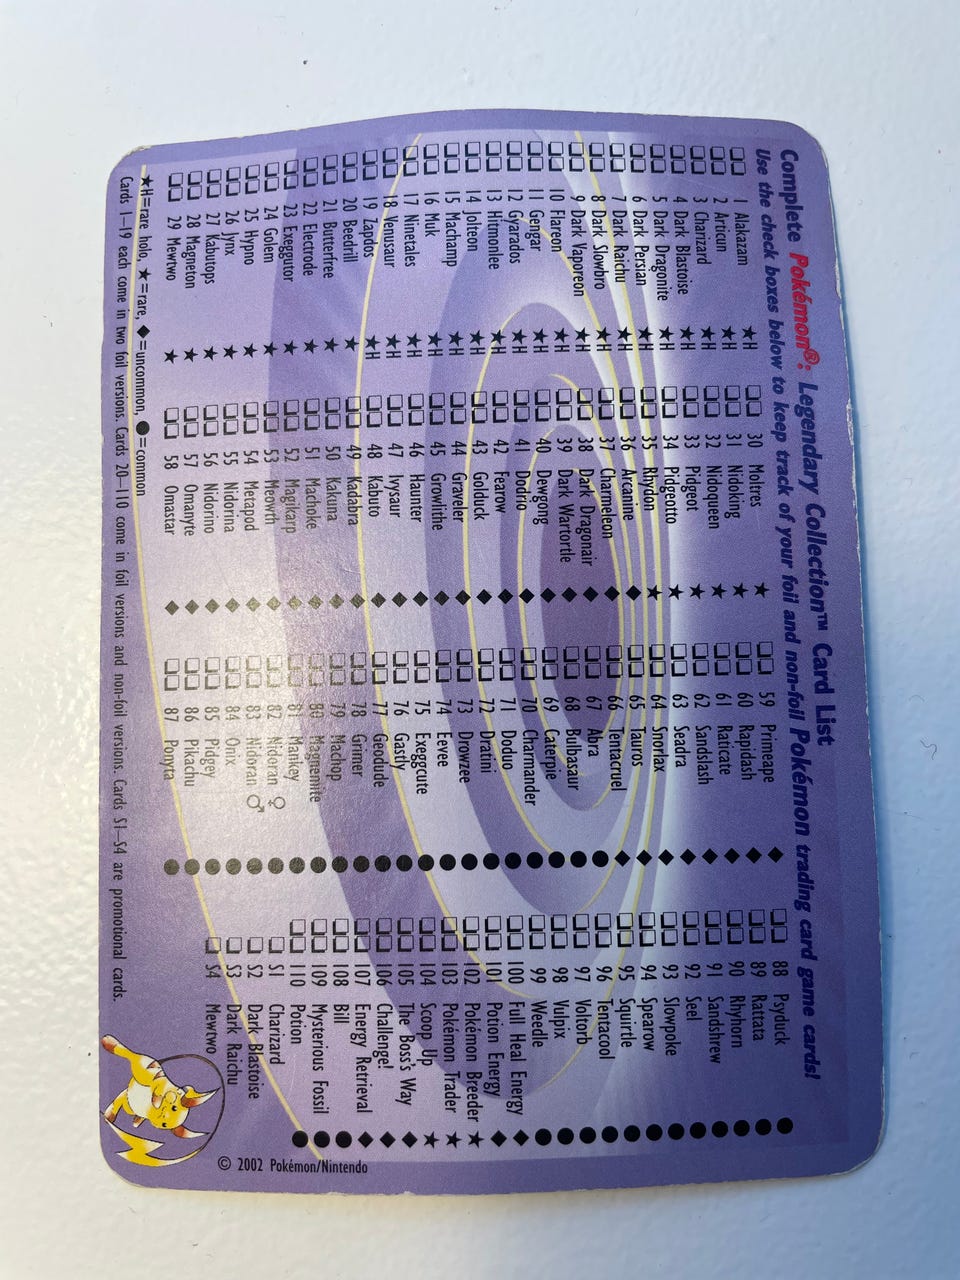 Complete Pokémon®: Legendary Collection™ Card List
Use the check boxes below to keep track of your foil and non-foil Pokémon trading card game cards!
❑❑ 1 Alakazam ★H
❑❑ 2 Articun ★H
❑❑ 3 Charizard ★H
❑❑ 4 Dark Blastoise ★H
❑❑ 5 Dark Dragonite ★H
❑❑ 6 Dark Persian ★H
❑❑ 7 Dark Raichu ★H
❑❑ 8 Dark Slowbro ★H
❑❑ 9 Dark Vaporeon ★H
❑❑ 10 Flareon ★H
❑❑ 11 Gengar ★H
❑❑ 12 Gyarados ★H
❑❑ 13 Hitmonlee ★H
❑❑ 14 Jolteon ★H
❑❑ 15 Machamp ★H
❑❑ 16 Muk ★H
❑❑ 17 Ninetales ★H
❑❑ 18 Venusaur ★H
❑❑ 19 Zapdos ★H
❑❑ 20 Beedrill ★
❑❑ 21 Butterfree ★
❑❑ 22 Electrode ★
❑❑ 23 Exeggutor ★
❑❑ 24 Golem ★
❑❑ 25 Hypno ★
❑❑ 26 Jynx ★
❑❑ 27 Kabutops ★
❑❑ 28 Magneton ★
❑❑ 29 Mewtwo ★
❑❑ 30 Moltres ★
❑❑ 31 Nidoking ★
❑❑ 32 Nidoqueen ★
❑❑ 33 Pidgeot ★
❑❑ 34 Pidgeotto ★
❑❑ 35 Rhydon ★
❑❑ 36 Arcanine ◆
❑❑ 37 Charmeleon ◆
❑❑ 38 Dark Dragonair ◆
❑❑ 39 Dark Wartortle ◆
❑❑ 40 Dewgong ◆
❑❑ 41 Dodrio ◆
❑❑ 42 Fearow ◆
❑❑ 43 Golduck ◆
❑❑ 44 Graveler ◆
❑❑ 45 Growlithe ◆
❑❑ 46 Haunter ◆
❑❑ 47 Ivysaur ◆
❑❑ 48 Kabuto ◆
❑❑ 49 Kadabra ◆
❑❑ 50 Kakuna ◆
❑❑ 51 Machoke ◆
❑❑ 52 Magikarp ◆
❑❑ 53 Meowth ◆
❑❑ 54 Metapod ◆
❑❑ 55 Nidorina ◆
❑❑ 56 Nidorino ◆
❑❑ 57 Omanyte ◆
❑❑ 58 Omastar ◆
❑❑ 59 Primeape ◆
❑❑ 60 Rapidash ◆
❑❑ 61 Raticate ◆
❑❑ 62 Sandslash ◆
❑❑ 63 Seadra ◆
❑❑ 64 Snorlax ◆
❑❑ 65 Tauros ◆
❑❑ 66 Tentacruel ◆
❑❑ 67 Abra ●
❑❑ 68 Bulbasaur ●
❑❑ 69 Caterpie ●
❑❑ 70 Charmander ●
❑❑ 71 Doduo ●
❑❑ 72 Dratini ●
❑❑ 73 Drowzee ●
❑❑ 74 Eevee ●
❑❑ 75 Exeggcute ●
❑❑ 76 Gastly ●
❑❑ 77 Geodude ●
❑❑ 78 Grimer ●
❑❑ 79 Machop ●
❑❑ 80 Magnemite ●
❑❑ 81 Mankey ●
❑❑ 82 Nidoran ♀ ●
❑❑ 83 Nidoran ♂ ●
❑❑ 84 Onix ●
❑❑ 85 Pidgey ●
❑❑ 86 Pikachu ●
❑❑ 87 Ponyta ●
❑❑ 88 Psyduck ●
❑❑ 89 Rattata ●
❑❑ 90 Rhyhorn ●
❑❑ 91 Sandshrew ●
❑❑ 92 Seel ●
❑❑ 93 Slowpoke ●
❑❑ 94 Spearow ●
❑❑ 95 Squirtle ●
❑❑ 96 Tentacool ●
❑❑ 97 Voltorb ●
❑❑ 98 Vulpix ●
❑❑ 99 Weedle ●
❑❑ 100 Full Heal Energy ◆
❑❑ 101 Potion Energy ◆
❑❑ 102 Pokémon Breeder ★
❑❑ 103 Pokémon Trader ★
❑❑ 104 Scoop Up ★
❑❑ 105 The Boss's Way ◆
❑❑ 106 Challenge! ◆
❑❑ 107 Energy Retrieval ◆
❑❑ 108 Bill ●
❑❑ 109 Mysterious Fossil ●
❑❑ 110 Potion ●
❑ S1 Charizard
❑ S2 Dark Blastoise
❑ S3 Dark Raichu
❑ S4 Mewtwo
★H=rare holo, ★=rare, ◆=uncommon, ●=common
Cards 1–19 each come in two foil versions. Cards 20–110 come in foil versions and non-foil versions. Cards S1–S4 are promotional cards.
© 2002 Pokémon/Nintendo